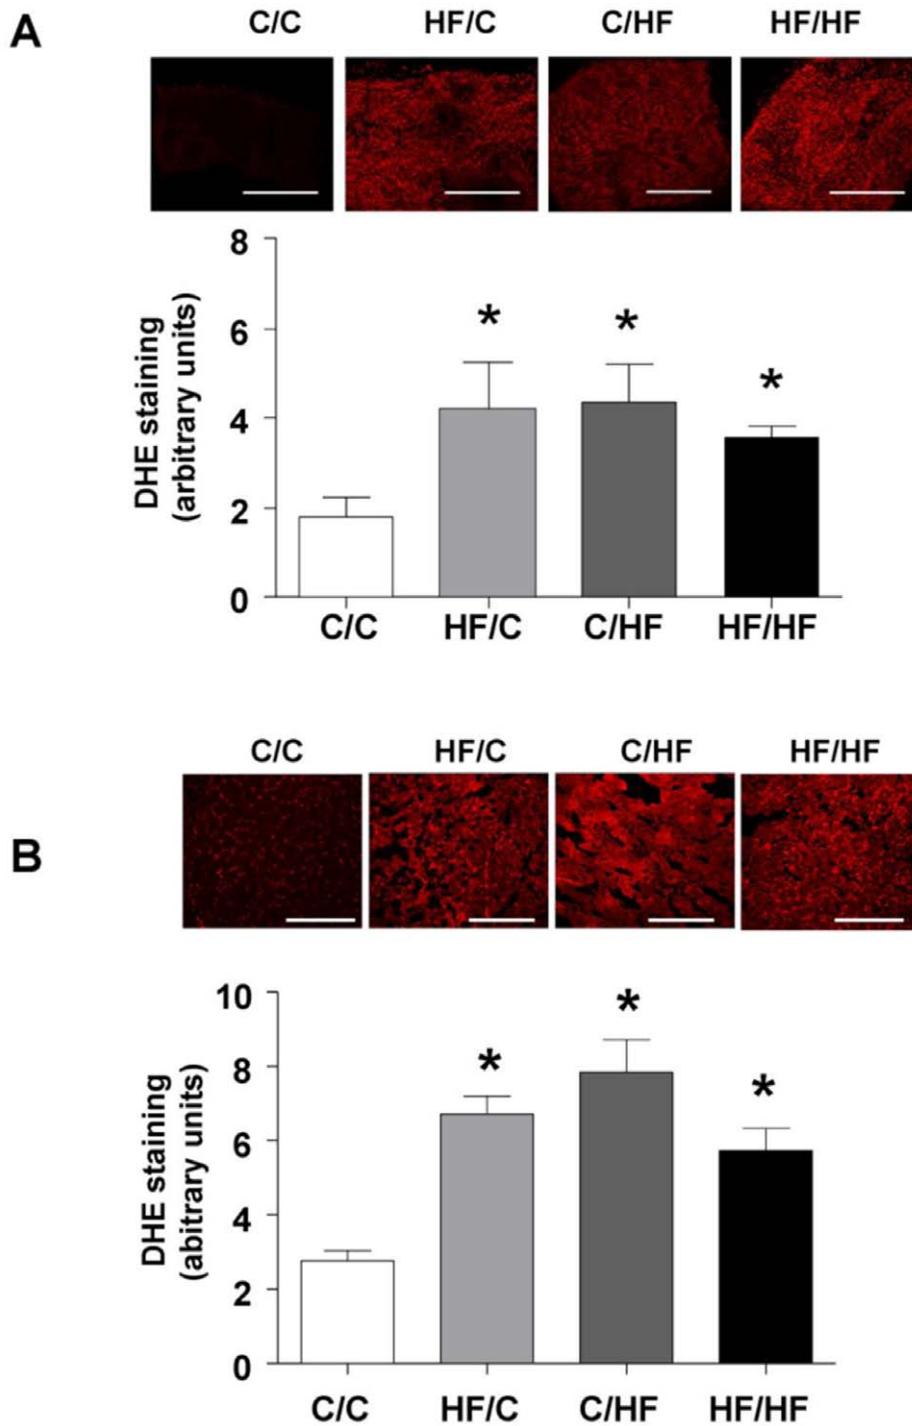 A
C/C HF/C C/HF HF/HF
8
6
4
2
0
DHE staining
(arbitrary units)
* * *
C/C HF/C C/HF HF/HF
B
C/C HF/C C/HF HF/HF
10
8
6
4
2
0
DHE staining
(abitrary units)
* * *
C/C HF/C C/HF HF/HF